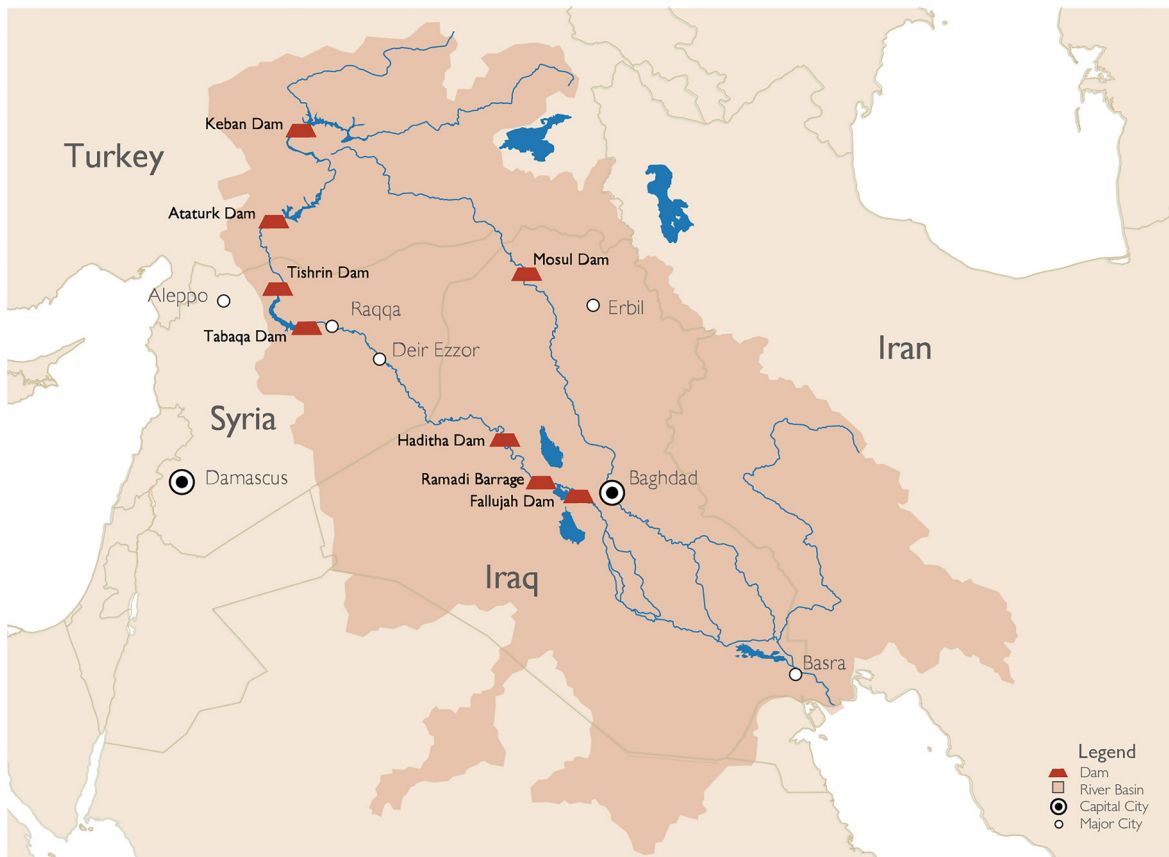 Keban Dam
Turkey
Ataturk Dam
Mosul Dam
Tishrin Dam
Aleppo
Erbil
Raqqa
Tabaqa Dam
Deir Ezzor
Iran
Syria
Haditha Dam
Damascus
Ramadi Barrage
Baghdad
Fallujah Dam
Iraq
Basra
Legend
Dam
River Basin
Capital City
Major City